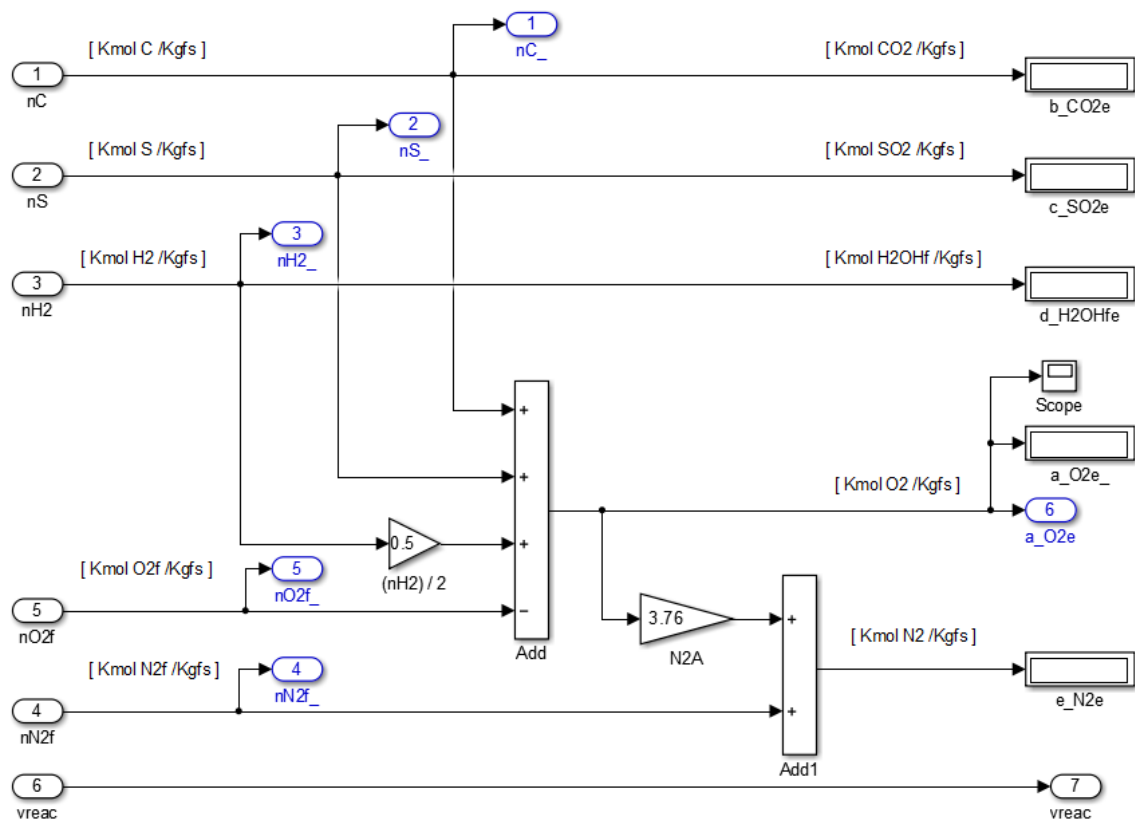 1
nC_
[ Kmol C /Kgfs ]
[ Kmol CO2 /Kgfs ]
1
nC
b_CO2e
2
nS_
[ Kmol S /Kgfs ]
[ Kmol SO2 /Kgfs ]
2
nS
c_SO2e
3
nH2_
[ Kmol H2 /Kgfs ]
[ Kmol H2OHf /Kgfs ]
3
nH2
d_H2OHfe
+
Scope
+
a_O2e_
[ Kmol O2 /Kgfs ]
6
a_O2e
0.5
(nH2) / 2
+
[ Kmol O2f /Kgfs ]
5
nO2f_
5
nO2f
−
Add
3.76
N2A
+
[ Kmol N2 /Kgfs ]
[ Kmol N2f /Kgfs ]
4
nN2f_
e_N2e
4
nN2f
+
Add1
6
vreac
7
vreac